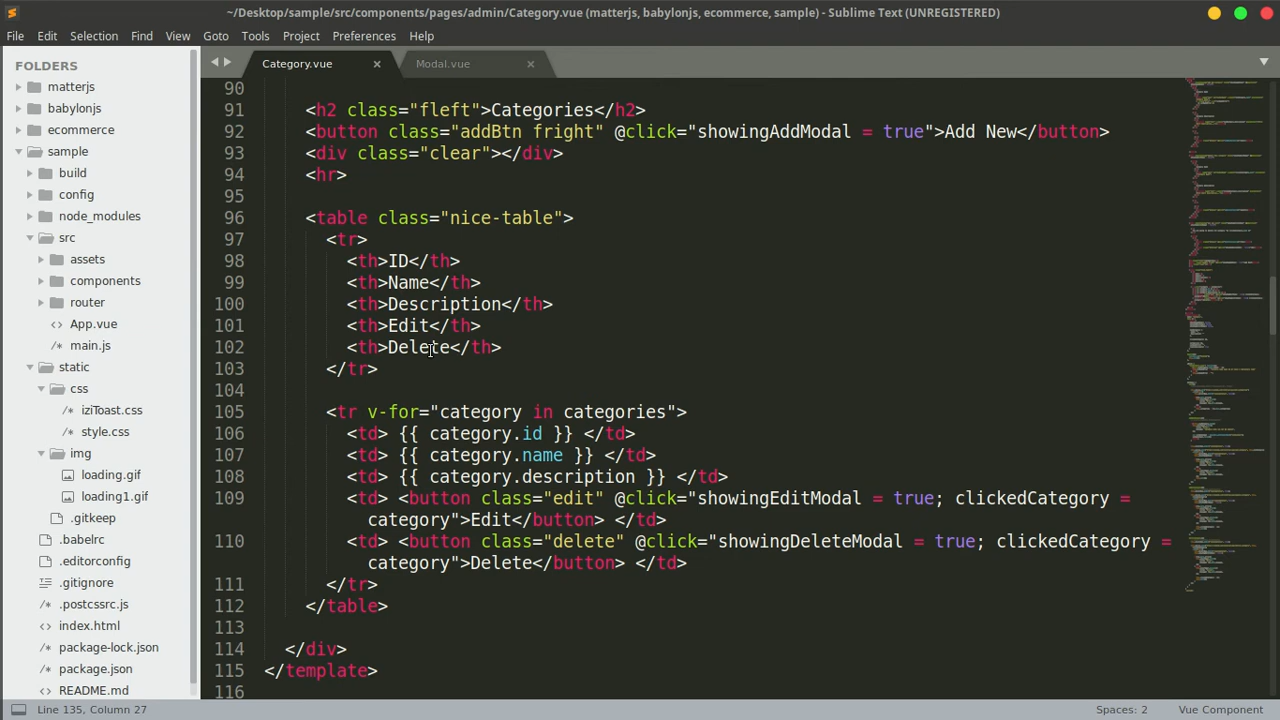 ~/Desktop/sample/src/components/pages/admin/Category.vue (matterjs, babylonjs, ecommerce, sample) - Sublime Text (UNREGISTERED)
File Edit Selection Find View Goto Tools Project Preferences Help
FOLDERS
matterjs
babylonjs
ecommerce
sample
build
config
node_modules
src
assets
components
router
<> App.vue
<> main.js
static
css
/* iziToast.css
/* style.css
img
loading.gif
loading1.gif
<> .gitkeep
.babelrc
.editorconfig
.gitignore
<> .postcssrc.js
<> index.html
package-lock.json
package.json
<> README.md
Category.vue × Modal.vue ×
90
91 <h2 class="fleft">Categories</h2>
92 <button class="addBtn fright" @click="showingAddModal = true">Add New</button>
93 <div class="clear"></div>
94 <hr>
95
96 <table class="nice-table">
97 <tr>
98 <th>ID</th>
99 <th>Name</th>
100 <th>Description</th>
101 <th>Edit</th>
102 <th>Delete</th>
103 </tr>
104
105 <tr v-for="category in categories">
106 <td> {{ category.id }} </td>
107 <td> {{ category.name }} </td>
108 <td> {{ category.description }} </td>
109 <td> <button class="edit" @click="showingEditModal = true; clickedCategory =
category">Edit</button> </td>
110 <td> <button class="delete" @click="showingDeleteModal = true; clickedCategory =
category">Delete</button> </td>
111 </tr>
112 </table>
113
114 </div>
115 </template>
116
Line 135, Column 27 Spaces: 2 Vue Component